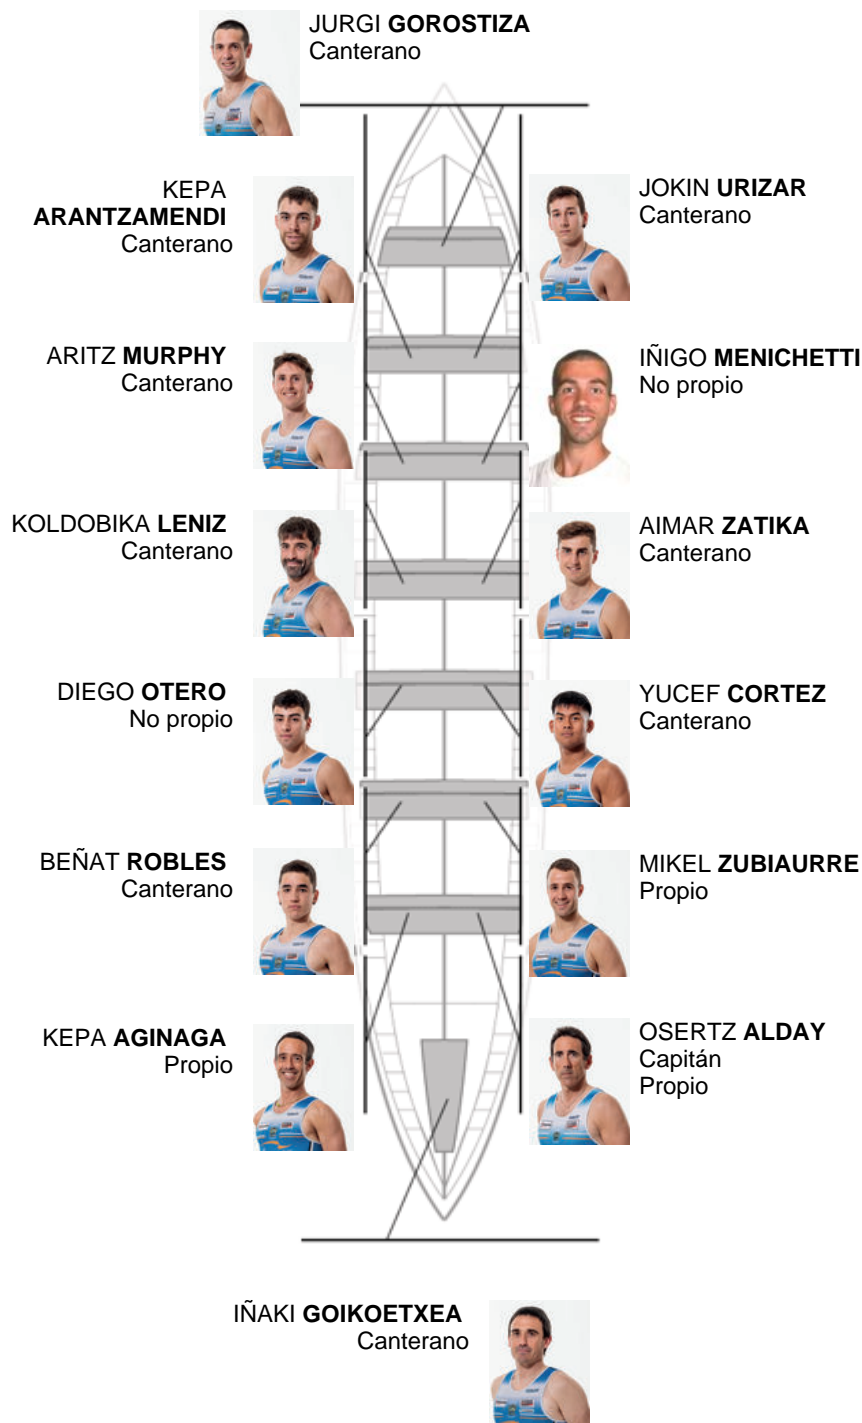 JURGI GOROSTIZA
Canterano
KEPA
ARANTZAMENDI
Canterano
JOKIN URIZAR
Canterano
ARITZ MURPHY
Canterano
IÑIGO MENICHETTI
No propio
KOLDOBIKA LENIZ
Canterano
AIMAR ZATIKA
Canterano
DIEGO OTERO
No propio
YUCEF CORTEZ
Canterano
BEÑAT ROBLES
Canterano
MIKEL ZUBIAURRE
Propio
KEPA AGINAGA
Propio
OSERTZ ALDAY
Capitán
Propio
IÑAKI GOIKOETXEA
Canterano